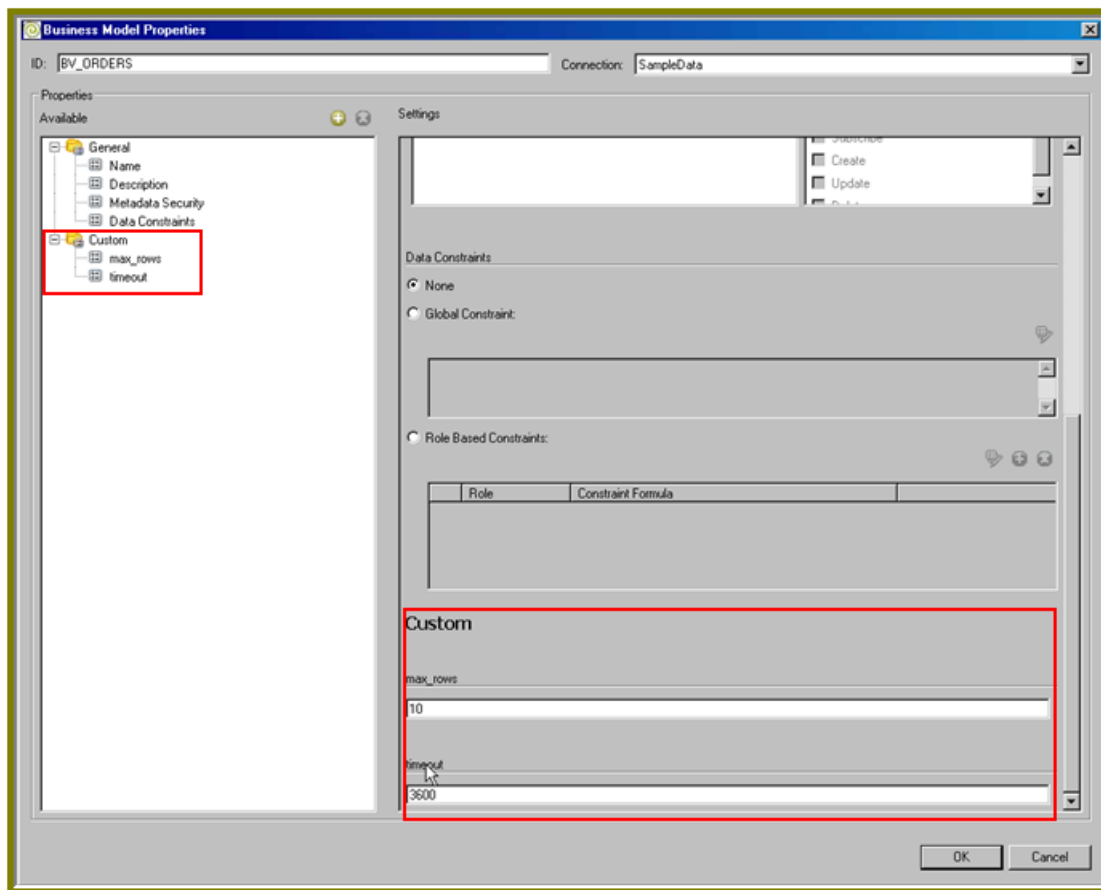 Business Model Properties
ID: BV_ORDERS Connection: SampleData
Properties
Available
Settings
General
Name
Description
Metadata Security
Data Constraints
Custom
max_rows
timeout
Subscribe
Create
Update
Data Constraints
None
Global Constraint:
Role Based Constraints:
Role Constraint Formula
Custom
max_rows
10
timeout
3600
OK Cancel